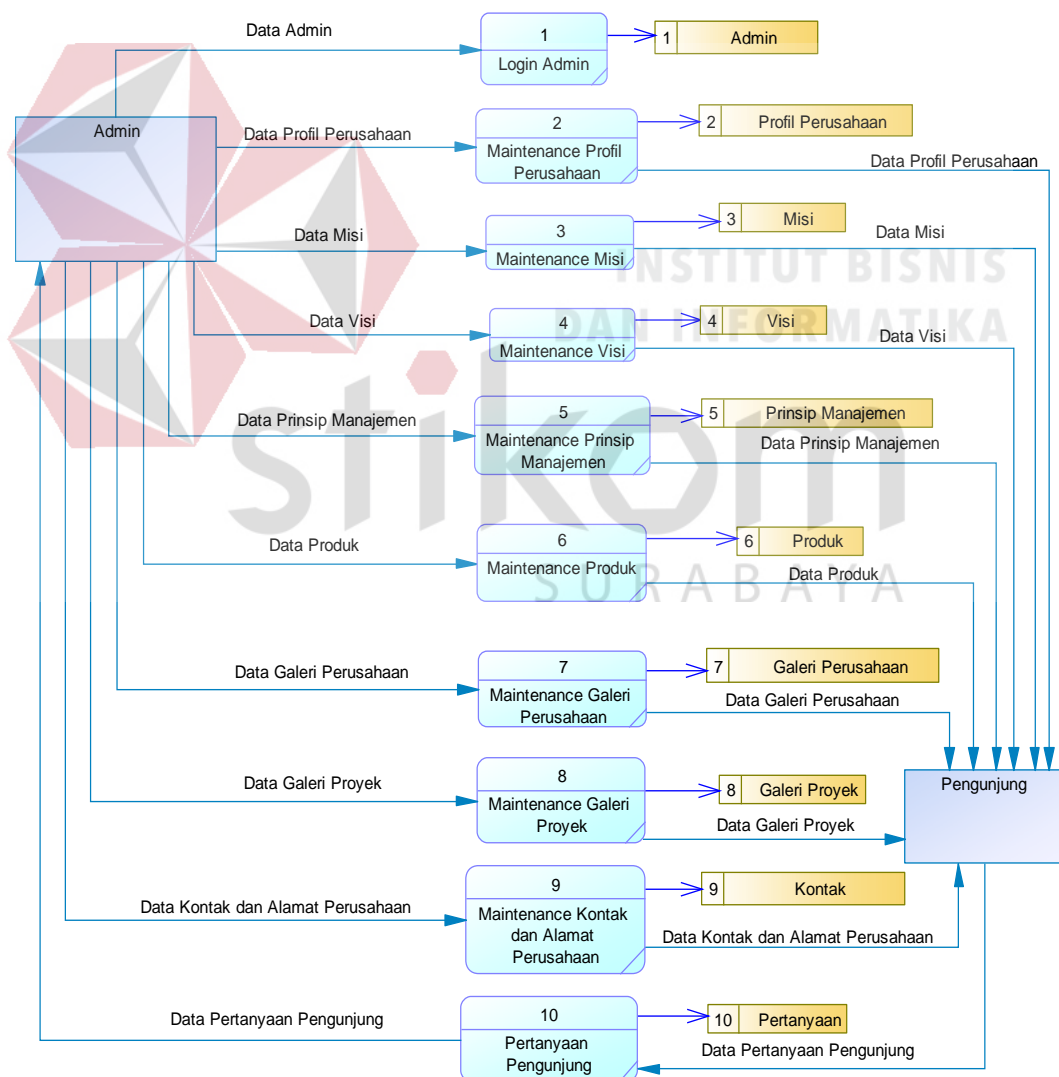 Data Admin
1
Login Admin
1 Admin
Admin
Data Profil Perusahaan
2
Maintenance Profil
Perusahaan
2 Profil Perusahaan
Data Profil Perusahaan
Data Misi
3
Maintenance Misi
3 Misi
Data Misi
INSTITUT BISNIS
DAN INFORMATIKA
Data Visi
4
Maintenance Visi
4 Visi
Data Visi
stikom
SURABAYA
Data Prinsip Manajemen
5
Maintenance Prinsip
Manajemen
5 Prinsip Manajemen
Data Prinsip Manajemen
Data Produk
6
Maintenance Produk
6 Produk
Data Produk
Data Galeri Perusahaan
7
Maintenance Galeri
Perusahaan
7 Galeri Perusahaan
Data Galeri Perusahaan
Data Galeri Proyek
8
Maintenance Galeri
Proyek
8 Galeri Proyek
Data Galeri Proyek
Pengunjung
Data Kontak dan Alamat Perusahaan
9
Maintenance Kontak
dan Alamat
Perusahaan
9 Kontak
Data Kontak dan Alamat Perusahaan
Data Pertanyaan Pengunjung
10
Pertanyaan
Pengunjung
10 Pertanyaan
Data Pertanyaan Pengunjung